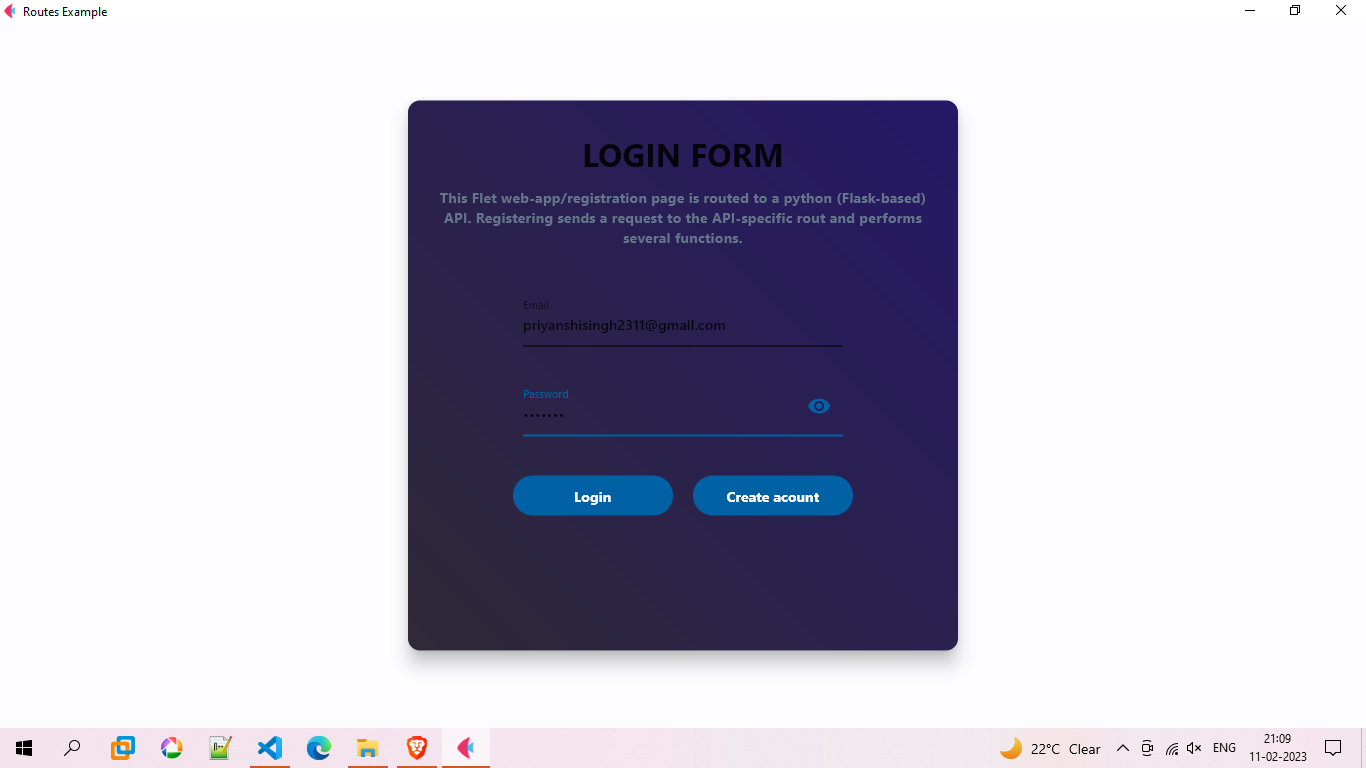 Routes Example
LOGIN FORM
This Flet web-app/registration page is routed to a python (Flask-based)
API. Registering sends a request to the API-specific rout and performs
several functions.
Email
priyanshisingh2311@gmail.com
Password
•••••••
Login
Create acount
22°C Clear
ENG
21:09
11-02-2023